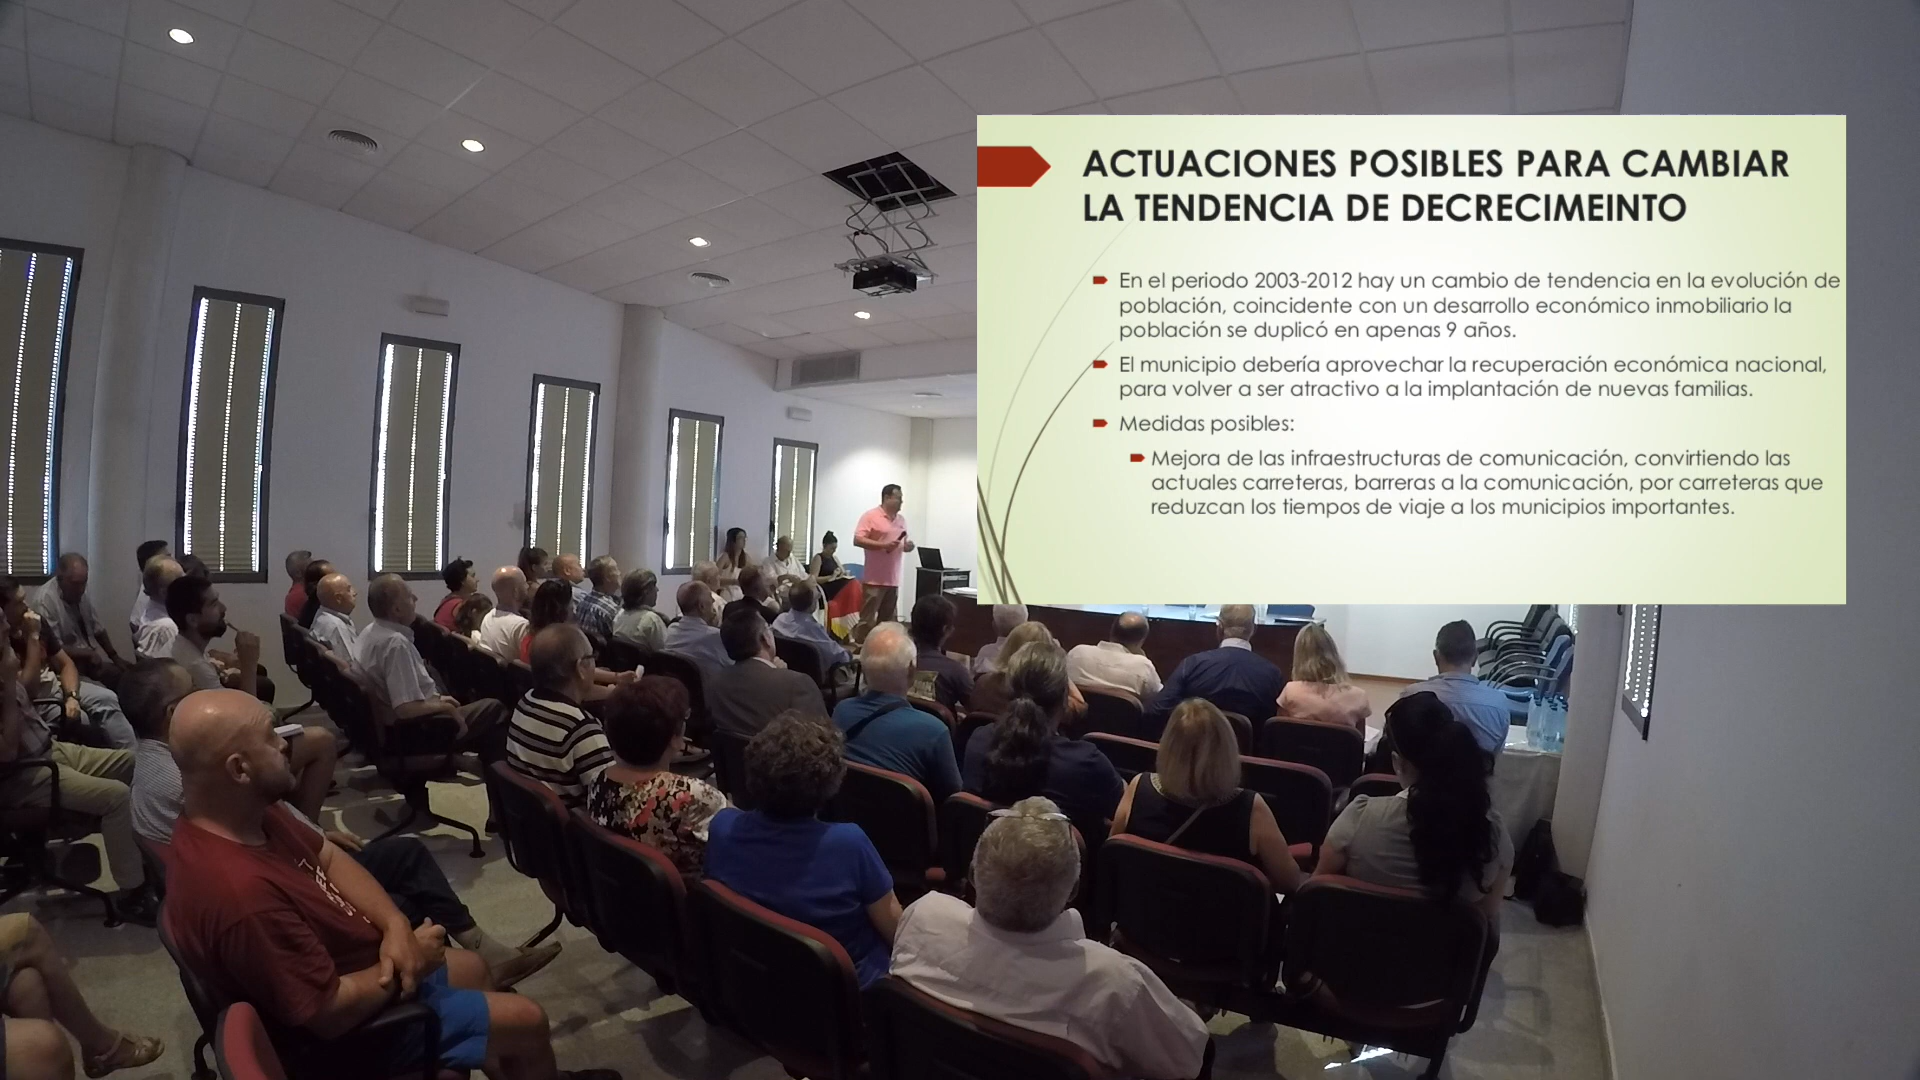 ACTUACIONES POSIBLES PARA CAMBIAR
LA TENDENCIA DE DECRECIMEINTO
En el periodo 2003-2012 hay un cambio de tendencia en la evolución de
población, coincidente con un desarrollo económico inmobiliario la
población se duplicó en apenas 9 años.
El municipio debería aprovechar la recuperación económica nacional,
para volver a ser atractivo a la implantación de nuevas familias.
Medidas posibles:
Mejora de las infraestructuras de comunicación, convirtiendo las
actuales carreteras, barreras a la comunicación, por carreteras que
reduzcan los tiempos de viaje a los municipios importantes.